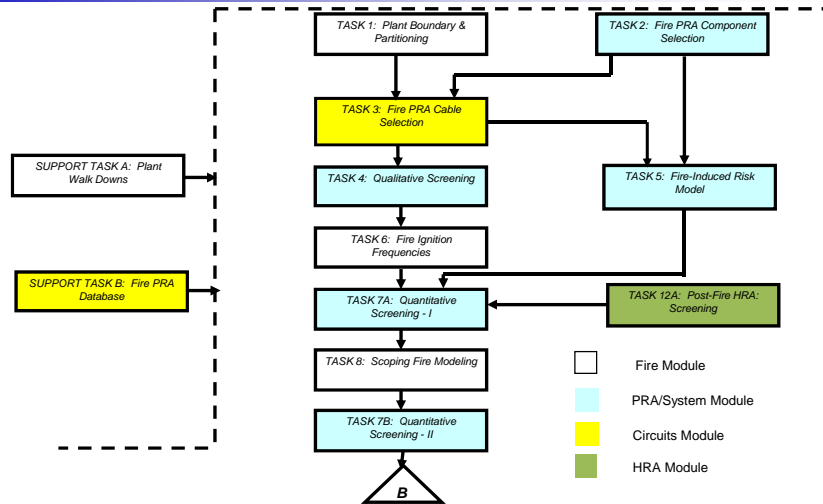 TASK 1: Plant Boundary &
Partitioning
TASK 2: Fire PRA Component
Selection
TASK 3: Fire PRA Cable
Selection
SUPPORT TASK A: Plant
Walk Downs
TASK 4: Qualitative Screening
TASK 5: Fire-Induced Risk
Model
TASK 6: Fire Ignition
Frequencies
SUPPORT TASK B: Fire PRA
Database
TASK 7A: Quantitative
Screening - I
TASK 12A: Post-Fire HRA:
Screening
TASK 8: Scoping Fire Modeling
TASK 7B: Quantitative
Screening - II
B
Fire Module
PRA/System Module
Circuits Module
HRA Module